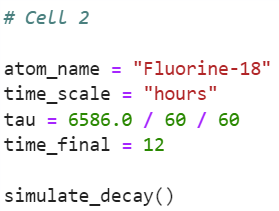 # Cell 2
atom_name = "Fluorine-18"
time_scale = "hours"
tau = 6586.0 / 60 / 60
time_final = 12
simulate_decay()